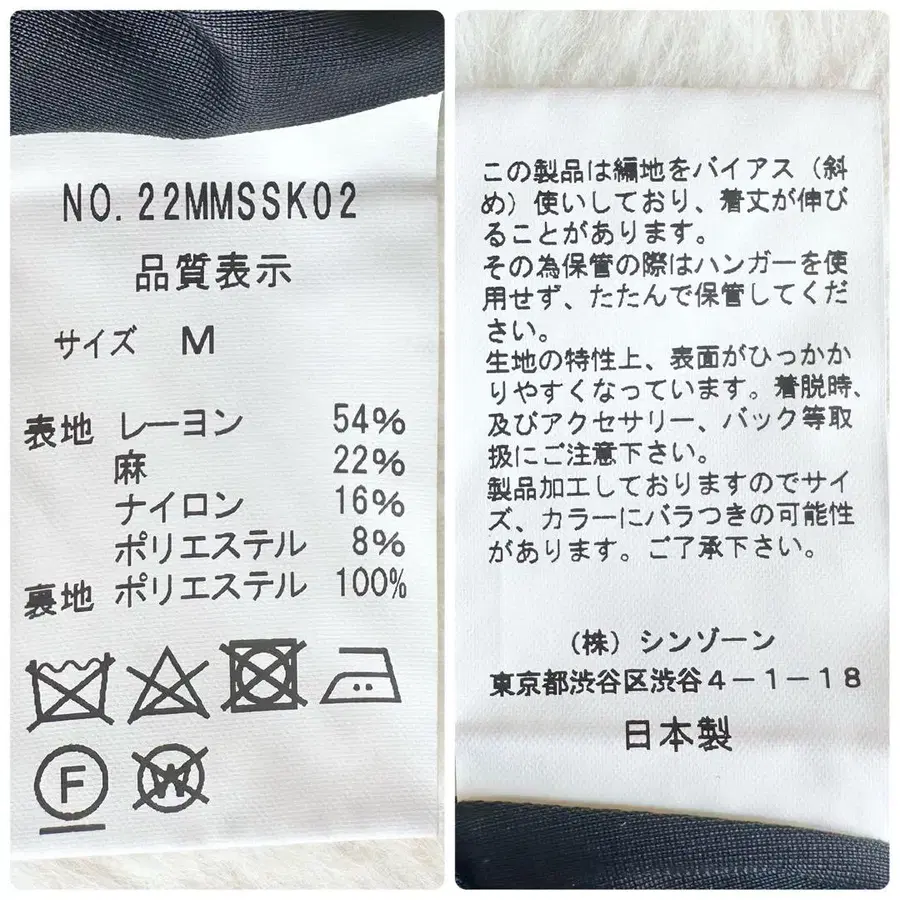 NO.22MMSSK02
品質表示
サイズ M
表地 レーヨン 54%
麻 22%
ナイロン 16%
ポリエステル 8%
裏地 ポリエステル 100%
F
W
この製品は編地をバイアス（斜
め）使いしており、着丈が伸び
ることがあります。
その為保管の際はハンガーを使
用せず、たたんで保管してくだ
さい。
生地の特性上、表面がひっかか
りやすくなっています。着脱時、
及びアクセサリー、バック等取
扱にご注意下さい。
製品加工しておりますのでサイ
ズ、カラーにバラつきの可能性
があります。ご了承下さい。
（株）シンゾーン
東京都渋谷区渋谷４－１－１８
日本製